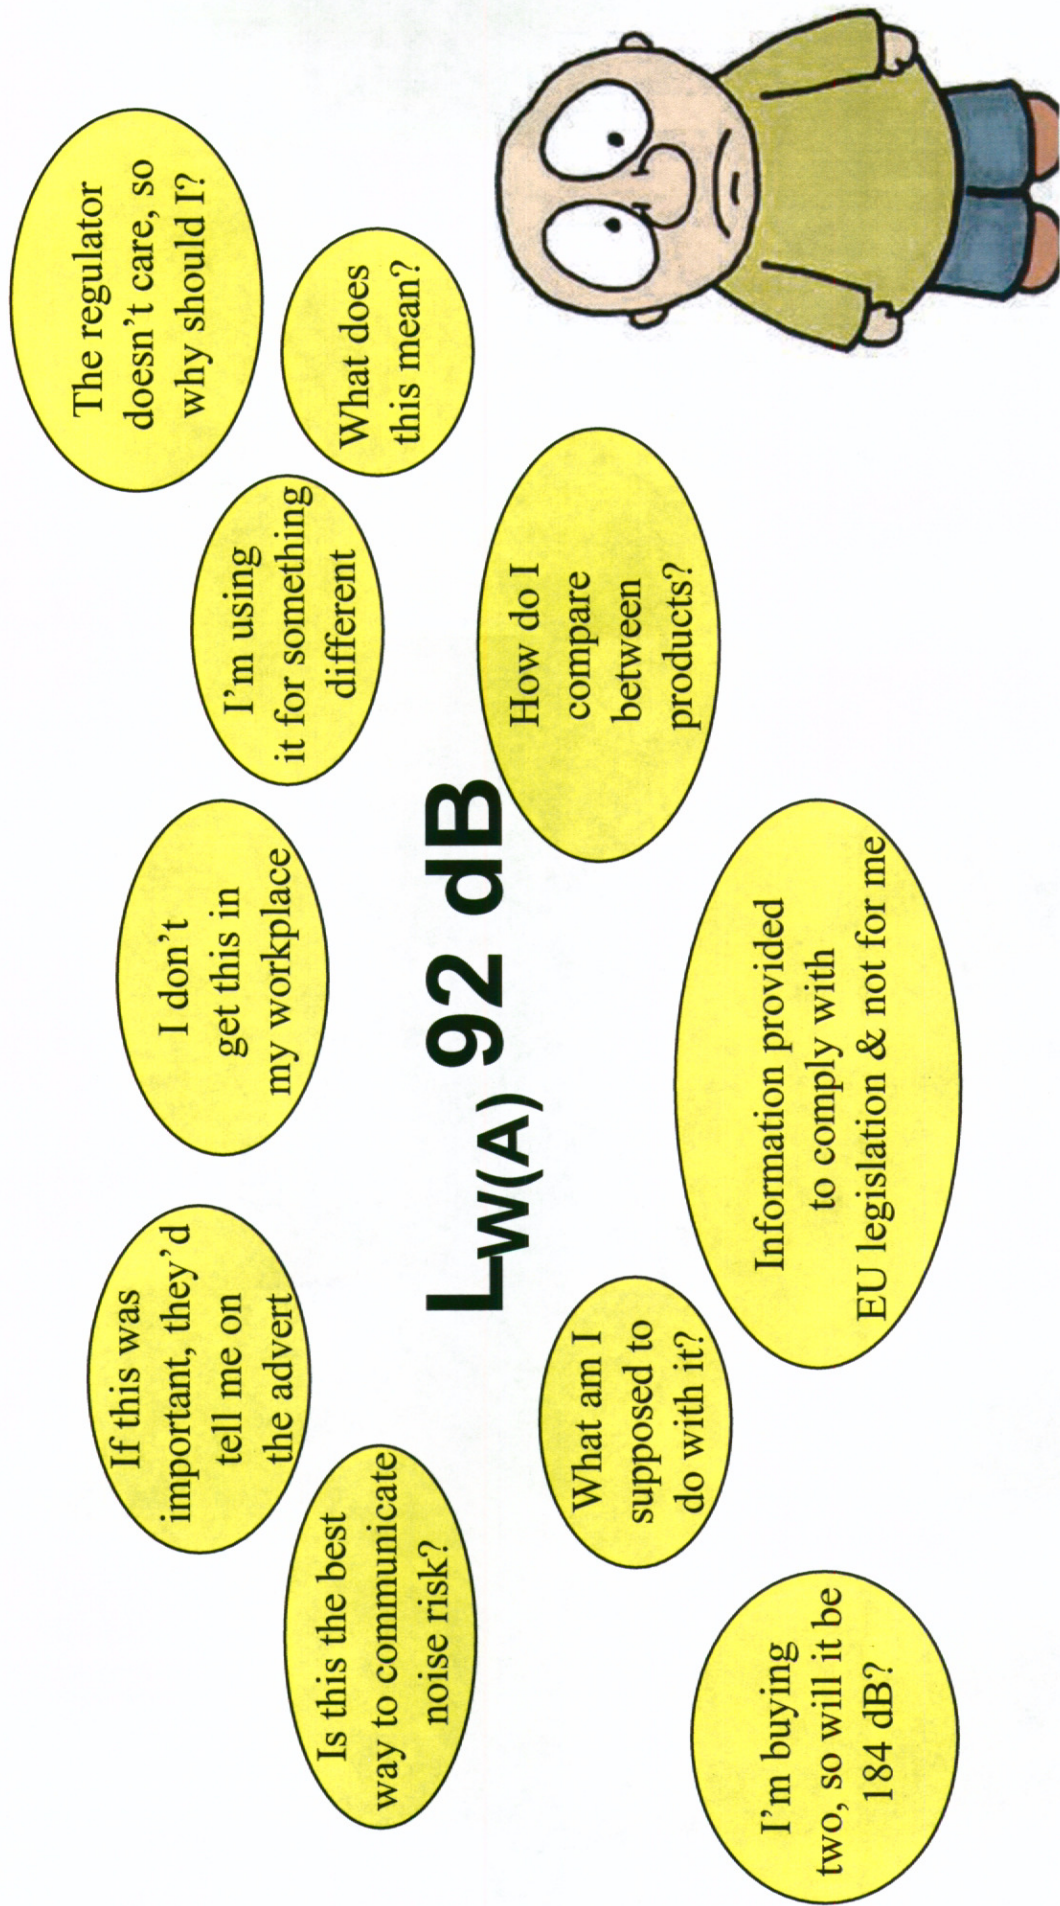 If this was
important, they'd
tell me on
the advert
I don't
get this in
my workplace
The regulator
doesn't care, so
why should I?
Is this the best
way to communicate
noise risk?
I'm using
it for something
different
What does
this mean?
LW(A) 92 dB
What am I
supposed to
do with it?
How do I
compare
between
products?
I'm buying
two, so will it be
184 dB?
Information provided
to comply with
EU legislation & not for me